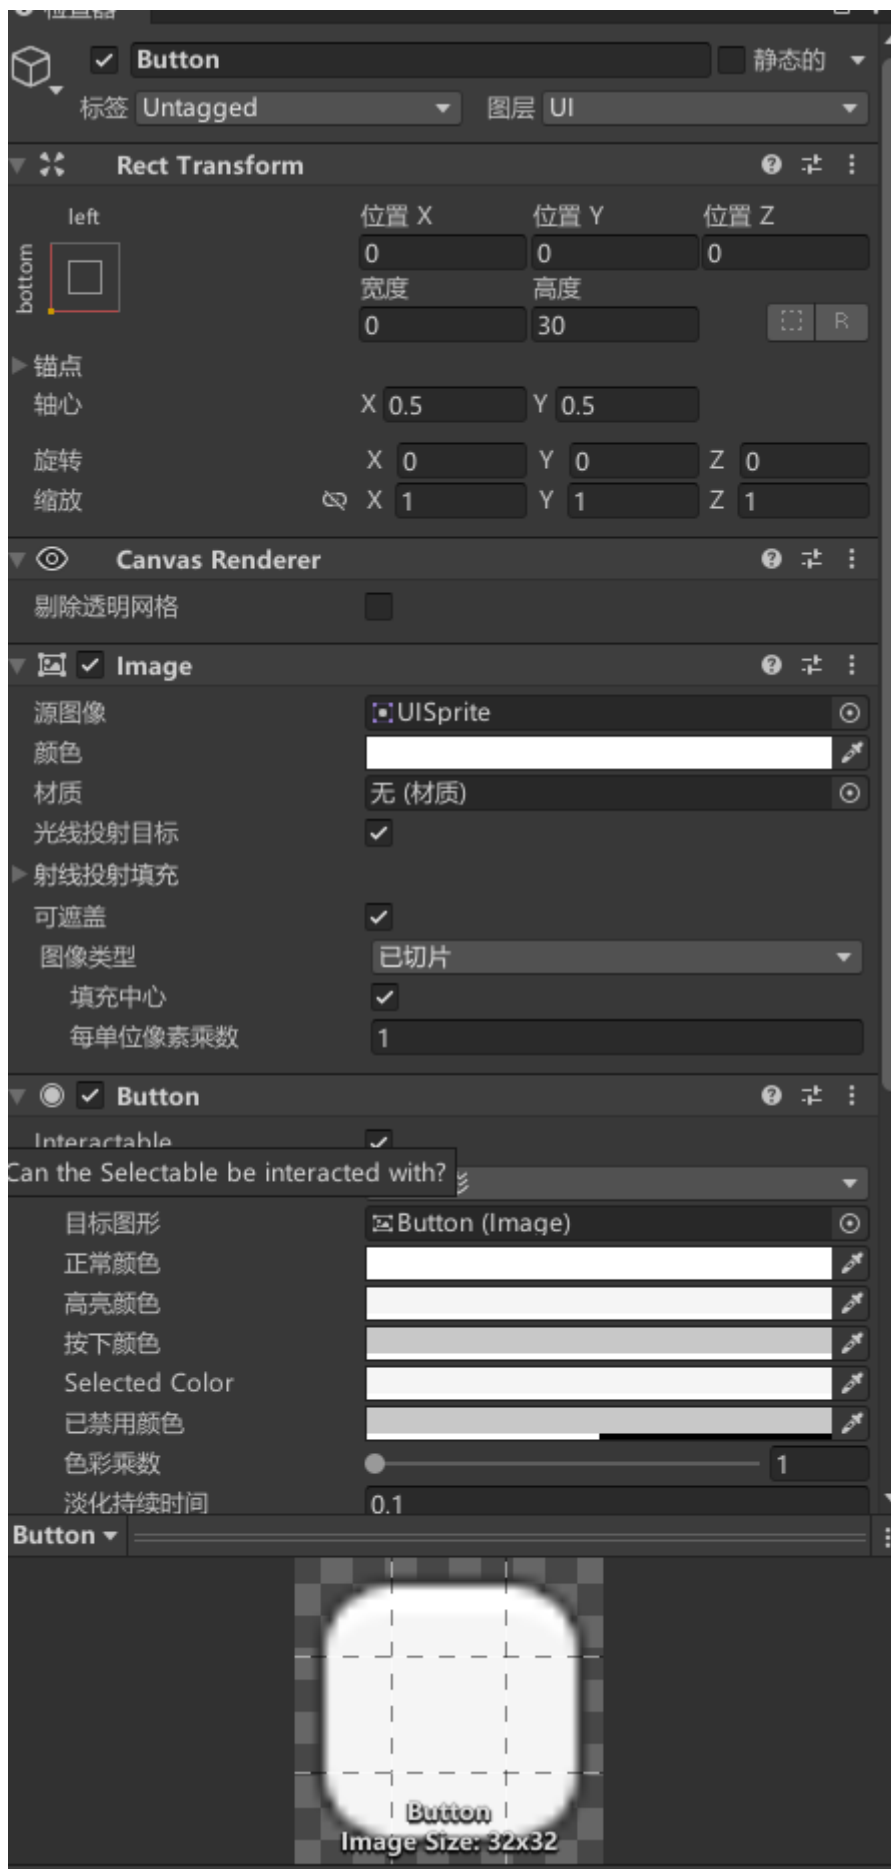 检查器
Button 静态的
标签 Untagged 图层 UI
Rect Transform
left 位置 X 位置 Y 位置 Z
bottom 0 0 0
宽度 高度
0 30 R
锚点
轴心 X 0.5 Y 0.5
旋转 X 0 Y 0 Z 0
缩放 X 1 Y 1 Z 1
Canvas Renderer
剔除透明网格
Image
源图像 UISprite
颜色
材质 无 (材质)
光线投射目标
射线投射填充
可遮盖
图像类型 已切片
填充中心
每单位像素乘数 1
Button
Interactable
Can the Selectable be interacted with?
目标图形 Button (Image)
正常颜色
高亮颜色
按下颜色
Selected Color
已禁用颜色
色彩乘数 1
淡化持续时间 0.1
Button
Button
Image Size: 32x32